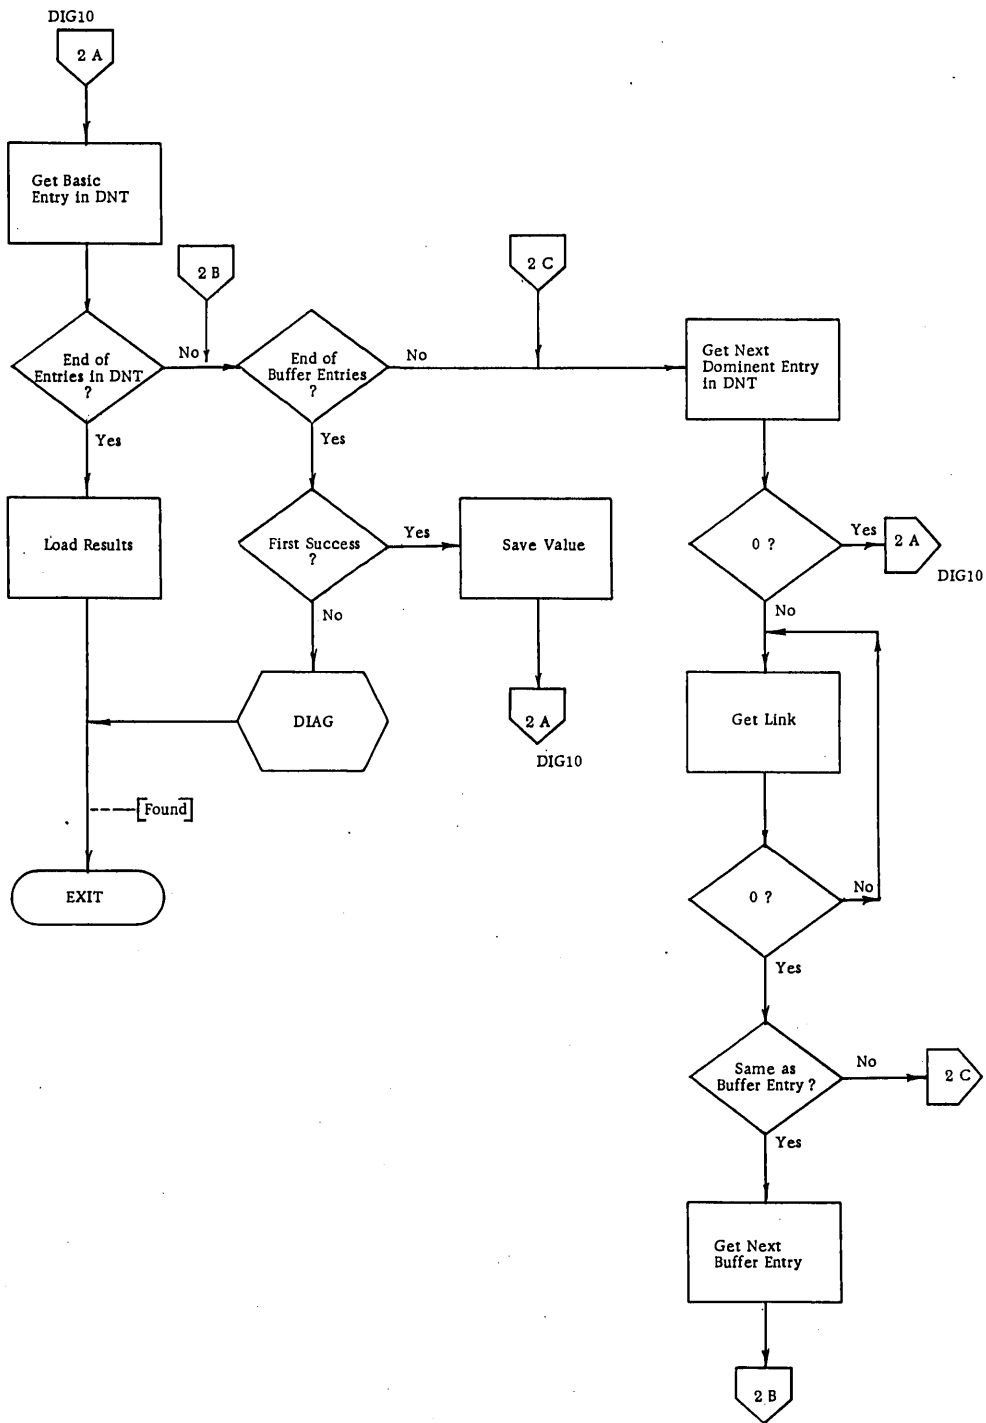 DIG10
2 A
Get Basic
Entry in DNT
2 B
2 C
End of
Entries in DNT
?
No
End of
Buffer Entries
?
No
Get Next
Dominent Entry
in DNT
Yes
Yes
Load Results
First Success
?
Yes
Save Value
0 ?
Yes
2 A
DIG10
No
No
DIAG
2 A
DIG10
Get Link
[Found]
EXIT
0 ?
No
Yes
Same as
Buffer Entry ?
No
2 C
Yes
Get Next
Buffer Entry
2 B